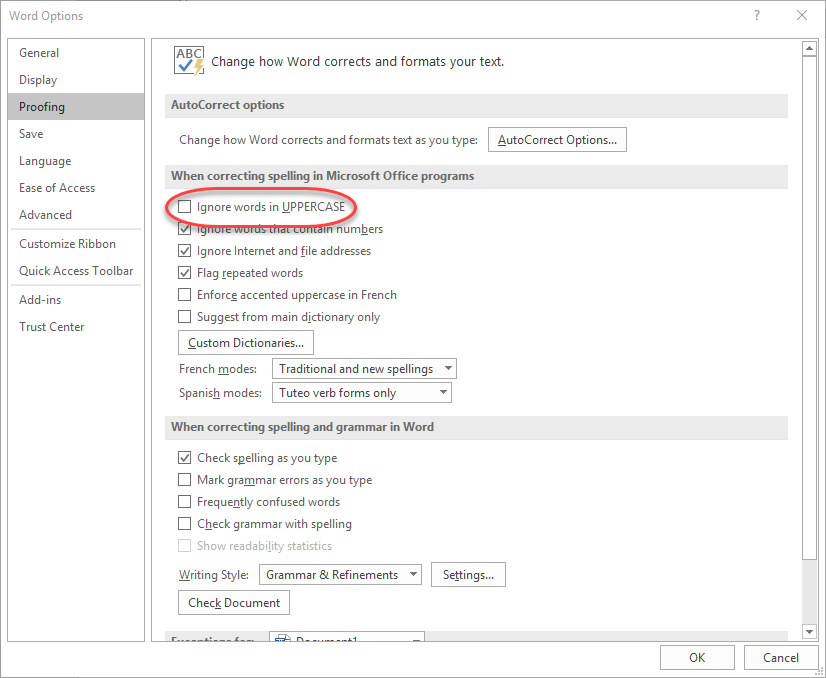 Word Options
?
General
Display
Proofing
Save
Language
Ease of Access
Advanced
Customize Ribbon
Quick Access Toolbar
Add-ins
Trust Center
ABC
Change how Word corrects and formats your text.
AutoCorrect options
Change how Word corrects and formats text as you type: AutoCorrect Options...
When correcting spelling in Microsoft Office programs
Ignore words in UPPERCASE
Ignore words that contain numbers
Ignore Internet and file addresses
Flag repeated words
Enforce accented uppercase in French
Suggest from main dictionary only
Custom Dictionaries...
French modes: Traditional and new spellings
Spanish modes: Tuteo verb forms only
When correcting spelling and grammar in Word
Check spelling as you type
Mark grammar errors as you type
Frequently confused words
Check grammar with spelling
Show readability statistics
Writing Style: Grammar & Refinements Settings...
Check Document
Exceptions for: Document1
OK Cancel